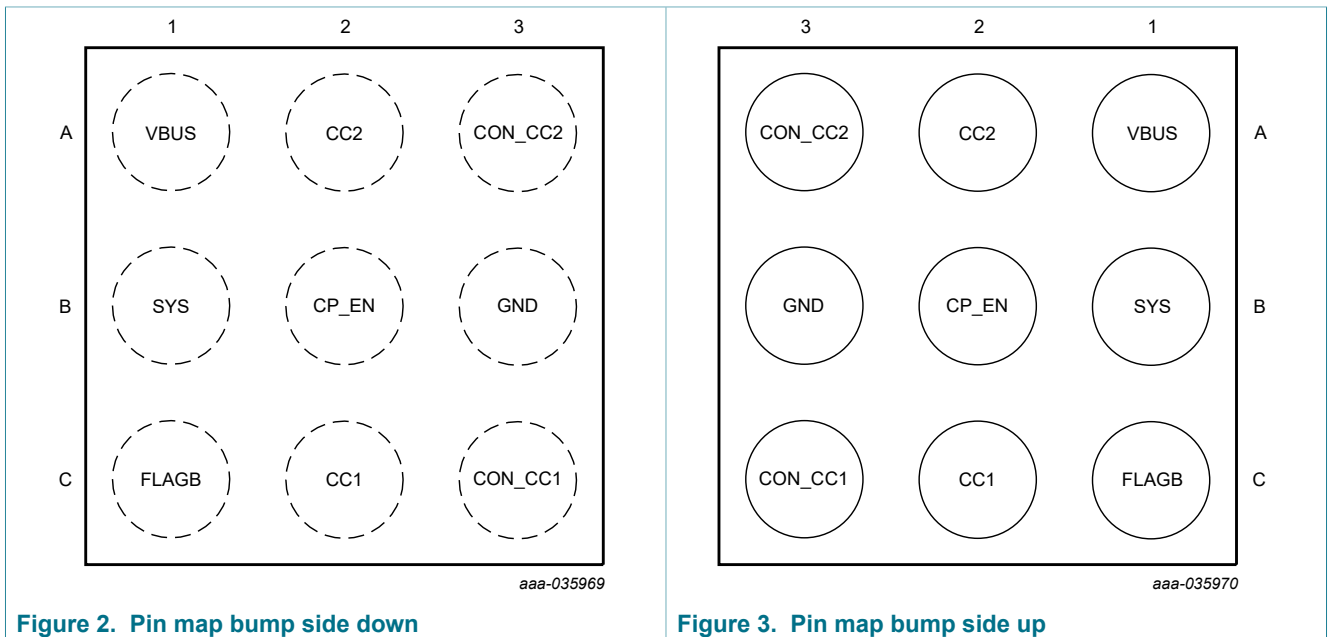 1 2 3
A VBUS CC2 CON_CC2
B SYS CP_EN GND
C FLAGB CC1 CON_CC1
aaa-035969
Figure 2. Pin map bump side down
3 2 1
CON_CC2 CC2 VBUS A
GND CP_EN SYS B
CON_CC1 CC1 FLAGB C
aaa-035970
Figure 3. Pin map bump side up